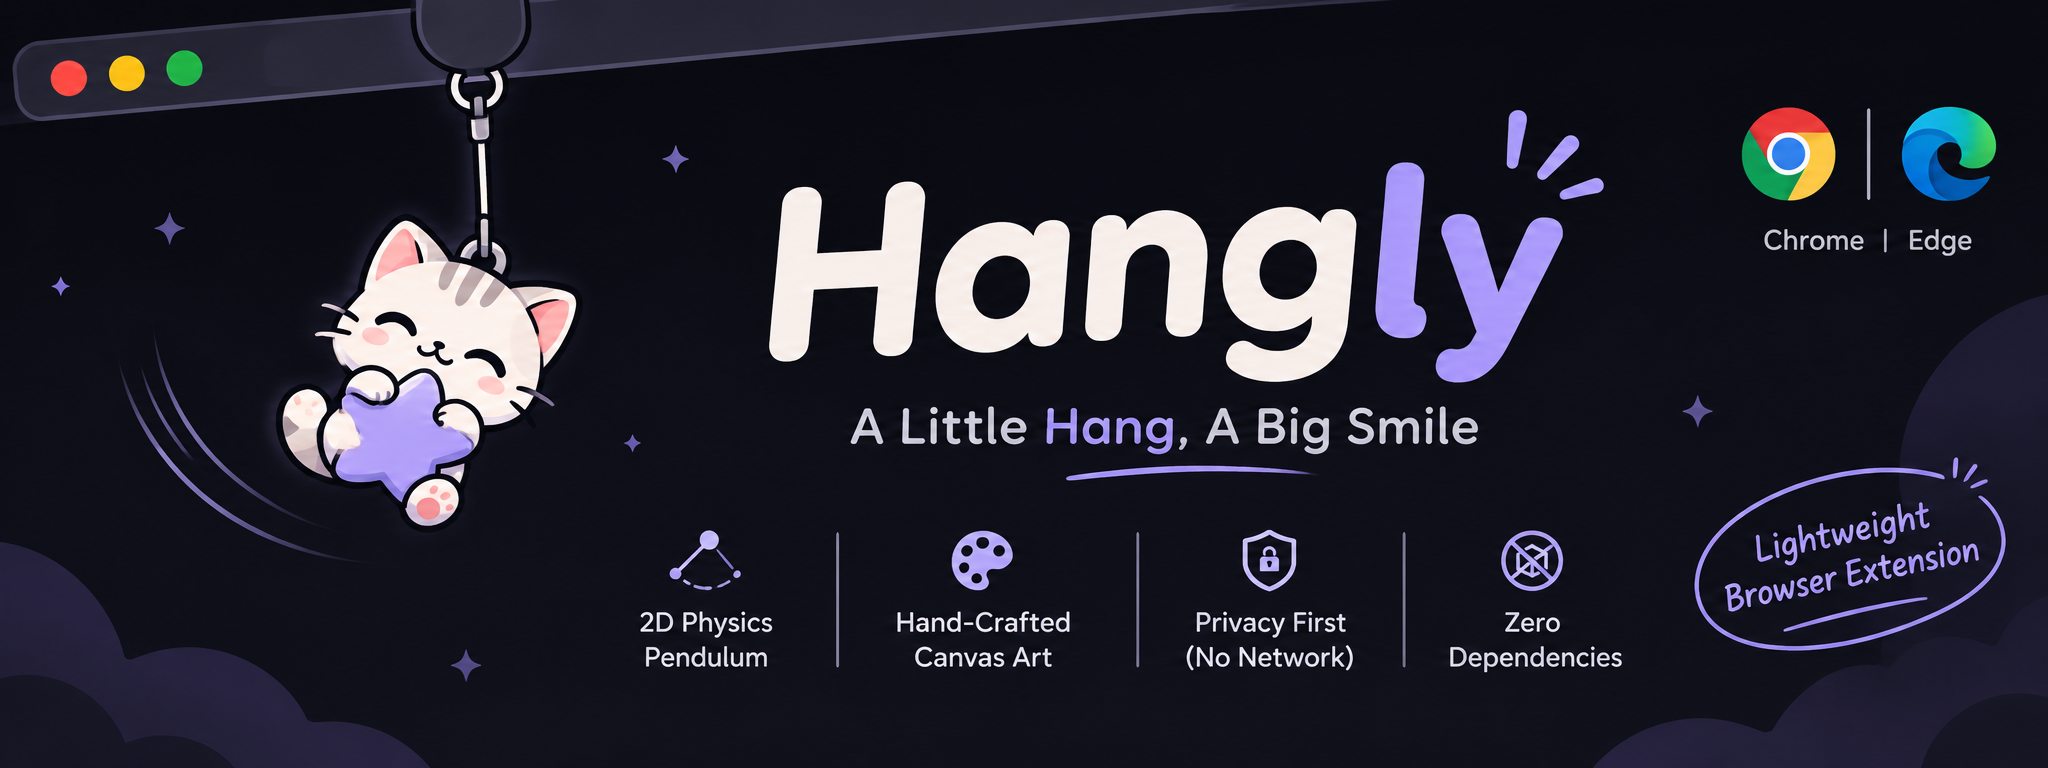 Hangly
A Little Hang, A Big Smile
Chrome | Edge
2D Physics
Pendulum
Hand-Crafted
Canvas Art
Privacy First
(No Network)
Zero
Dependencies
Lightweight
Browser Extension